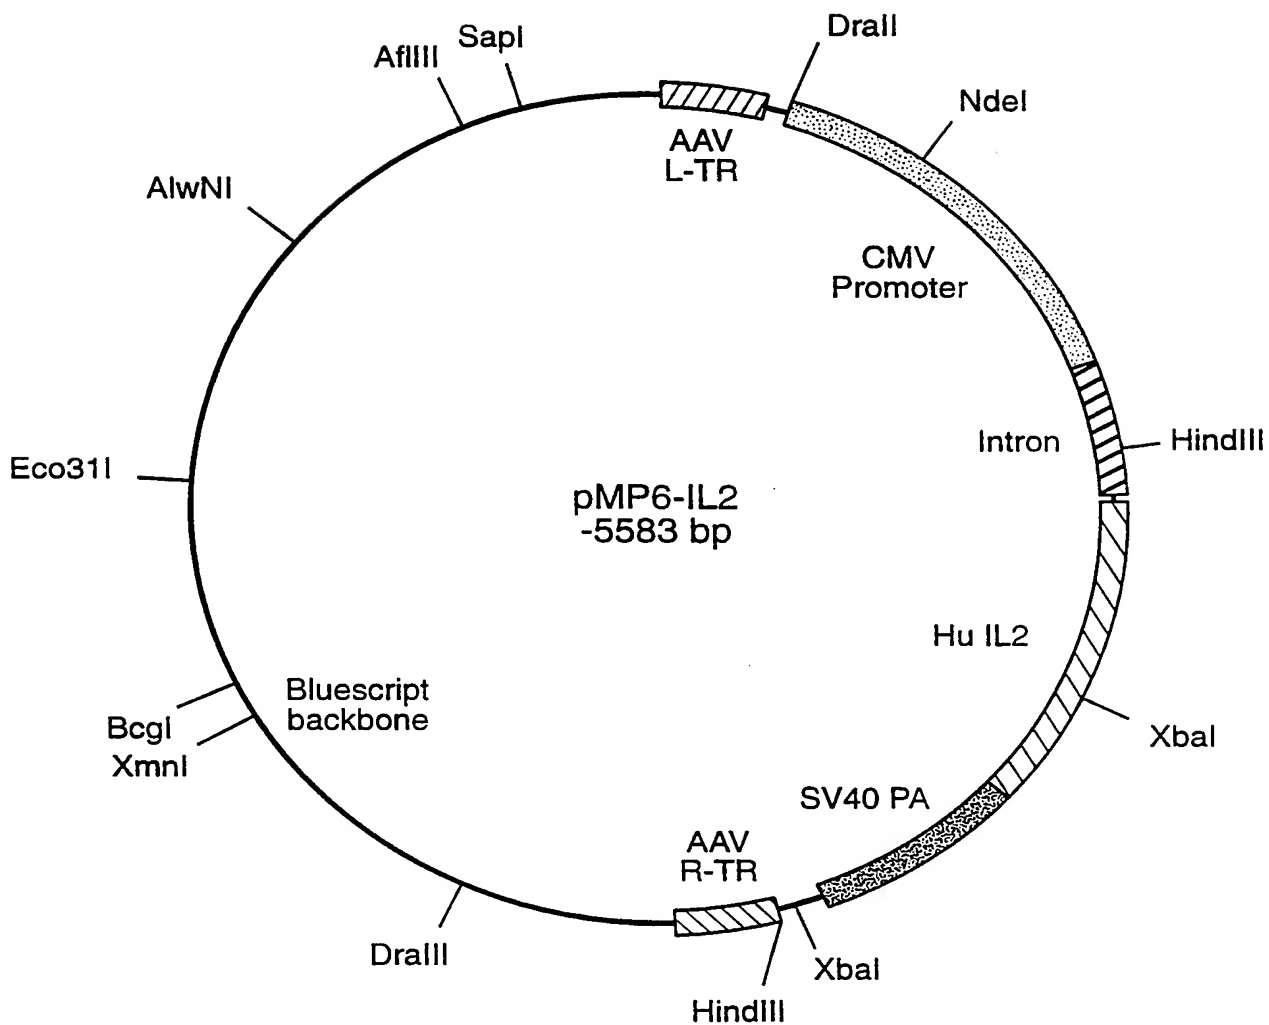 DraII
SapI
AflIII
NdeI
AAV
L-TR
AlwNI
CMV
Promoter
Intron
HindIII
Eco31I
pMP6-IL2
-5583 bp
Hu IL2
Bluescript
backbone
BcgI
XmnI
XbaI
SV40 PA
AAV
R-TR
DraIII
XbaI
HindIII